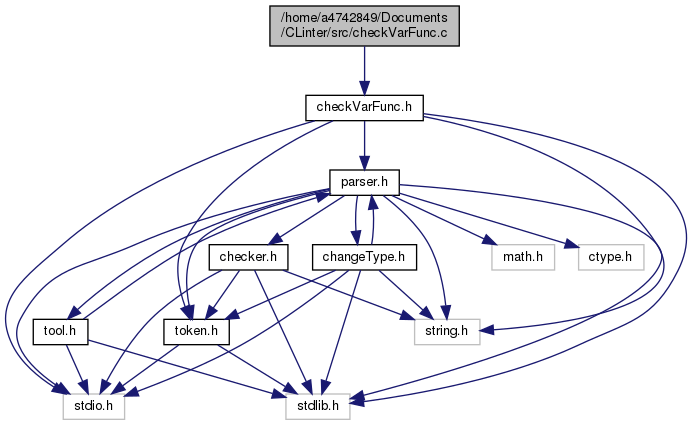 /home/a4742849/Documents
/CLinter/src/checkVarFunc.c
checkVarFunc.h
parser.h
checker.h
changeType.h
math.h
ctype.h
tool.h
token.h
string.h
stdio.h
stdlib.h